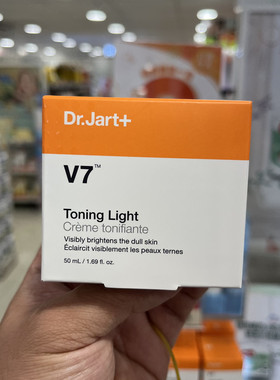 Dr.Jart+
V7™
Toning Light
Crème tonifiante
Visibly brightens the dull skin
Éclaircit visiblement les peaux ternes
50 mL / 1.69 fl. oz.